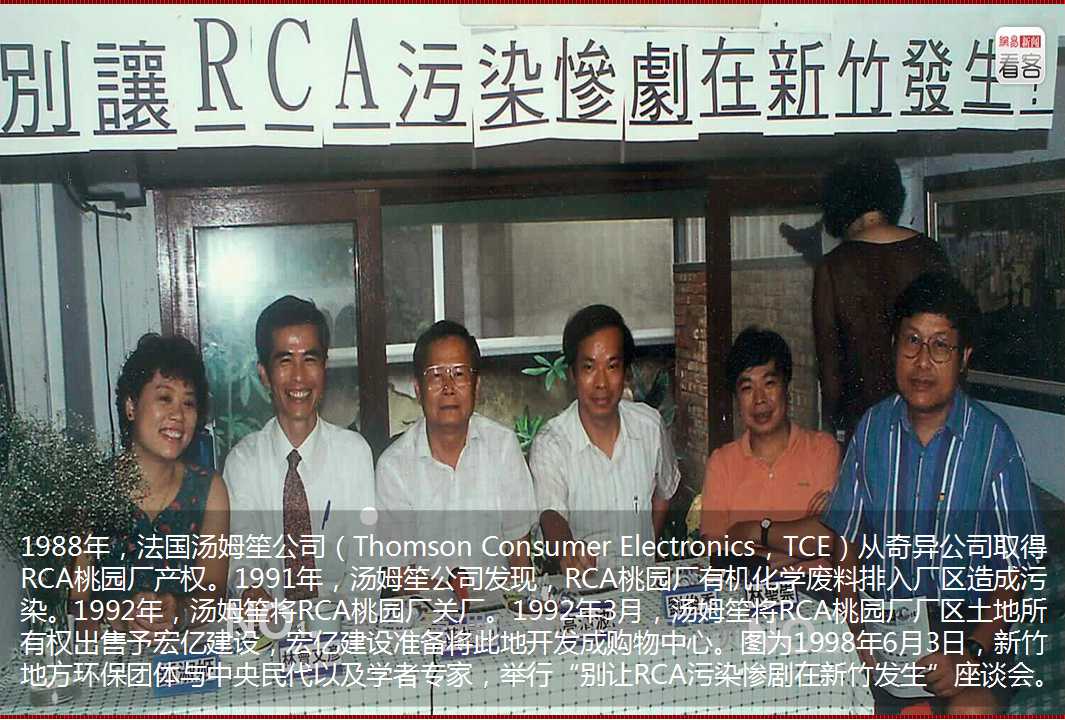 別讓RCA污染慘劇在新竹發生!
網易新闻
看客
1988年，法国汤姆笙公司（Thomson Consumer Electronics，TCE）从奇异公司取得
RCA桃园厂产权。1991年，汤姆笙公司发现，RCA桃园厂有机化学废料排入厂区造成污
染。1992年，汤姆笙将RCA桃园厂关厂。1992年3月，汤姆笙将RCA桃园厂厂区土地所
有权出售予宏亿建设，宏亿建设准备将此地开发成购物中心。图为1998年6月3日，新竹
地方环保团体与中央民代以及学者专家，举行“别让RCA污染惨剧在新竹发生”座谈会。